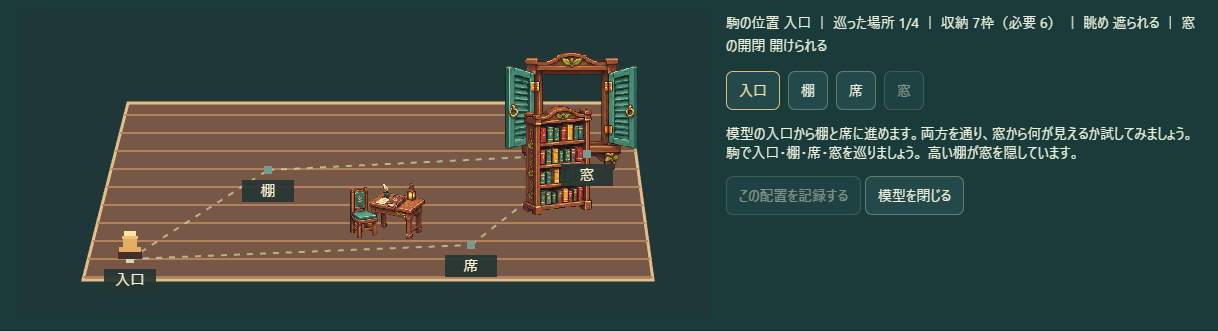 駒の位置 入口 | 巡った場所 1/4 | 収納 7枠（必要 6） | 眺め 遮られる | 窓
の開閉 開けられる
入口 棚 席 窓
模型の入口から棚と席に進めます。両方を通り、窓から何が見えるか試してみましょう。
駒で入口・棚・席・窓を巡りましょう。高い棚が窓を隠しています。
この配置を記録する 模型を閉じる
窓
棚
席
入口